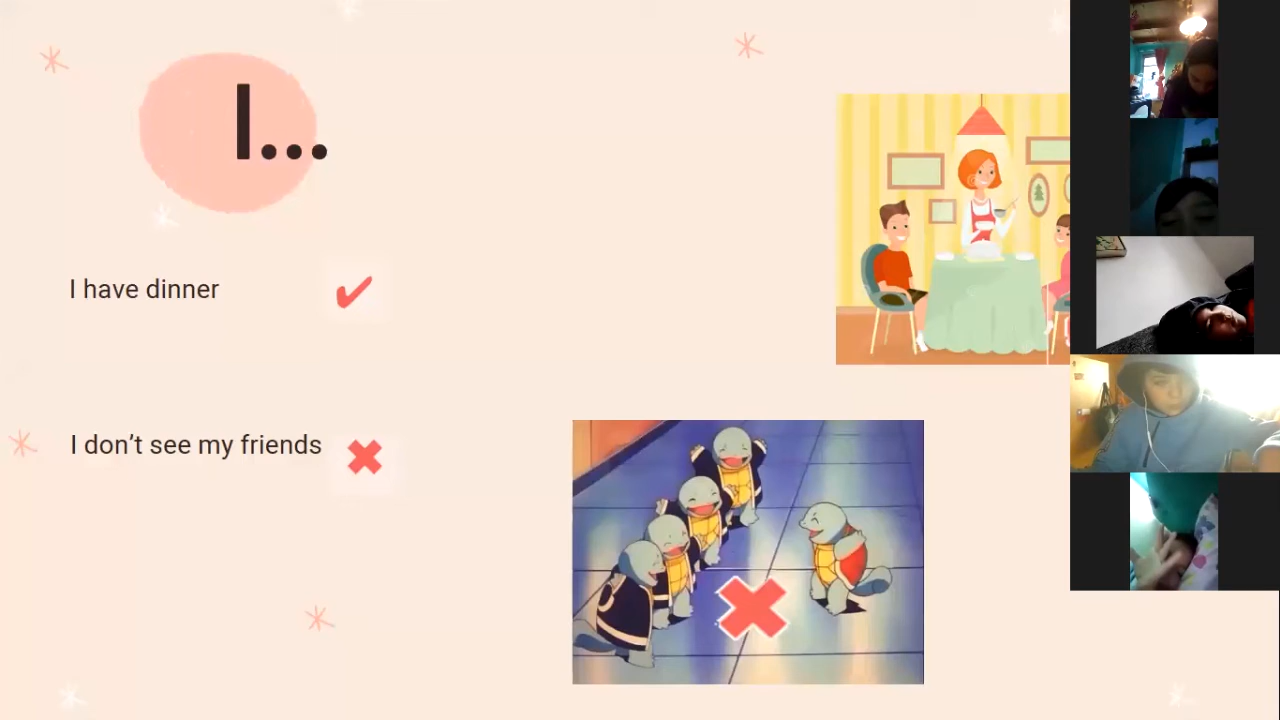 I...
I have dinner
I don’t see my friends